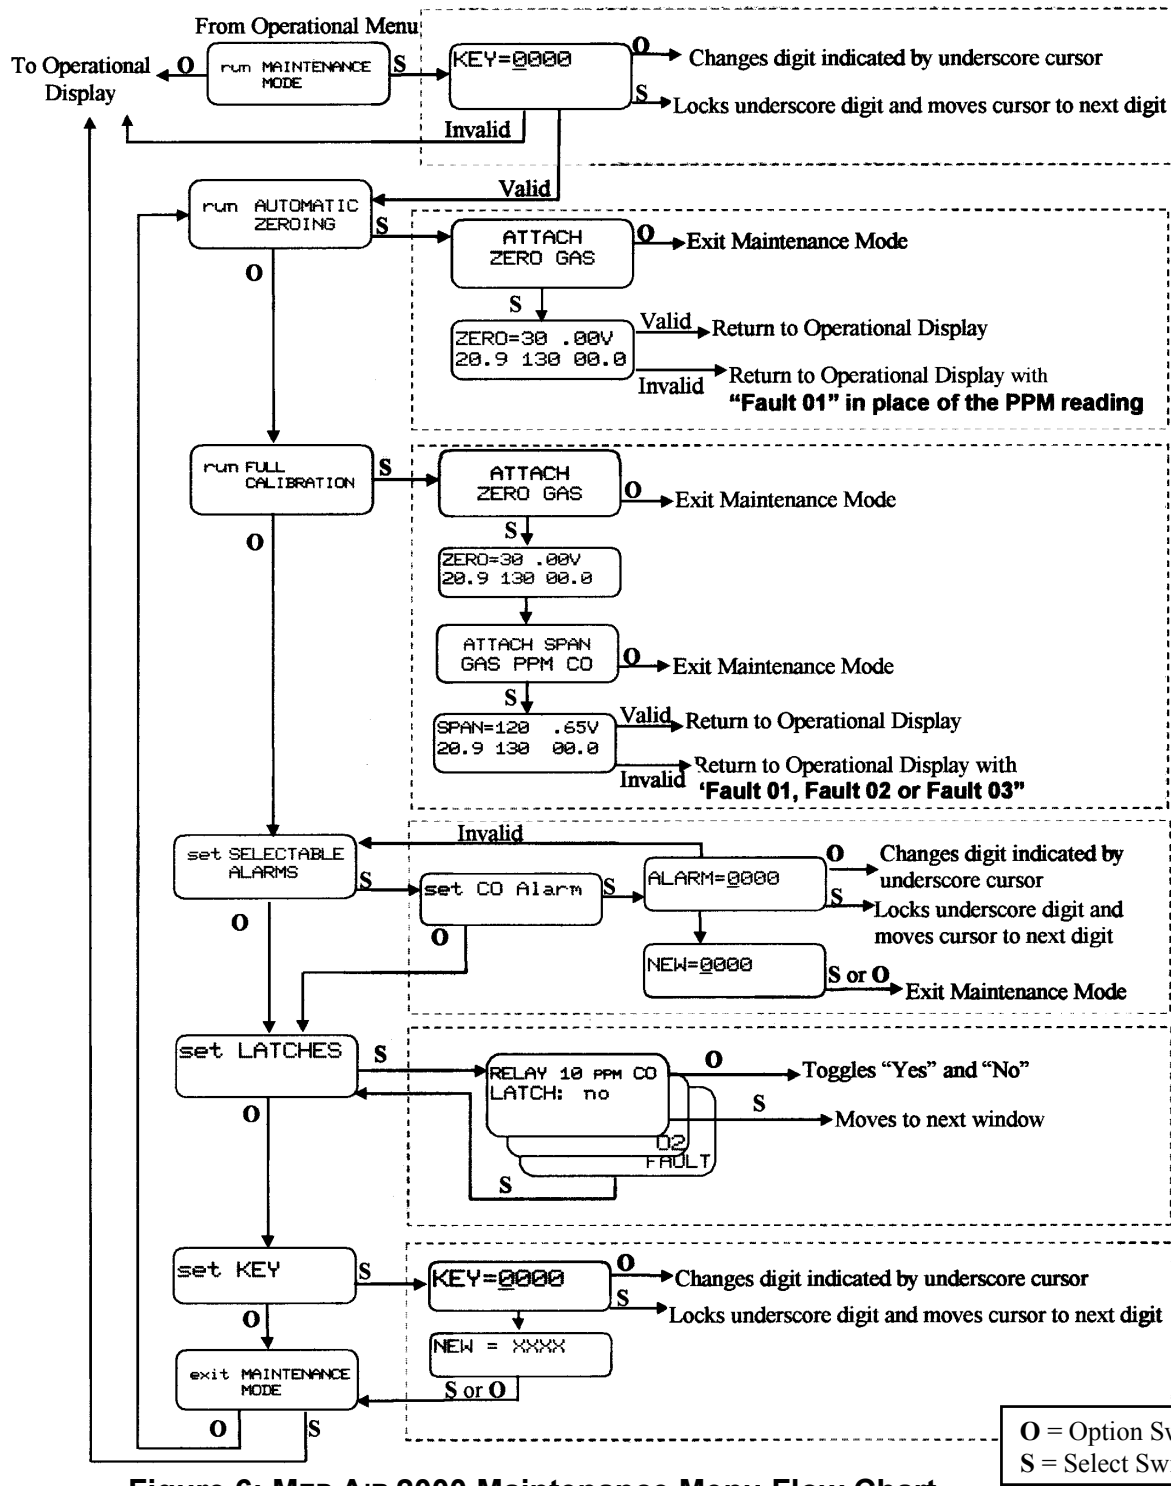 From Operational Menu
To Operational
Display
O
run MAINTENANCE
MODE
S
KEY=0000
O
Changes digit indicated by underscore cursor
S
Locks underscore digit and moves cursor to next digit
Invalid
Valid
run AUTOMATIC
ZEROING
S
O
ATTACH
ZERO GAS
O
Exit Maintenance Mode
S
ZERO=30 .00V
20.9 130 00.0
Valid
Return to Operational Display
Invalid
Return to Operational Display with
"Fault 01" in place of the PPM reading
run FULL
CALIBRATION
S
O
ATTACH
ZERO GAS
O
Exit Maintenance Mode
S
ZERO=30 .00V
20.9 130 00.0
ATTACH SPAN
GAS PPM CO
O
Exit Maintenance Mode
S
SPAN=120 .65V
20.9 130 00.0
Valid
Return to Operational Display
Invalid
Return to Operational Display with
'Fault 01, Fault 02 or Fault 03"
Invalid
set SELECTABLE
ALARMS
S
O
set CO Alarm
S
O
ALARM=0000
O
Changes digit indicated by
underscore cursor
S
Locks underscore digit and
moves cursor to next digit
NEW=0000
S or O
Exit Maintenance Mode
set LATCHES
S
O
RELAY 10 PPM CO
LATCH: no
O
Toggles "Yes" and "No"
S
Moves to next window
O2
FAULT
S
set KEY
S
O
KEY=0000
O
Changes digit indicated by underscore cursor
S
Locks underscore digit and moves cursor to next digit
NEW = XXXX
S or O
exit MAINTENANCE
MODE
O
S
O = Option Sw
S = Select Sw
Figure 6: MED AIR 2000 Maintenance Menu Flow Chart